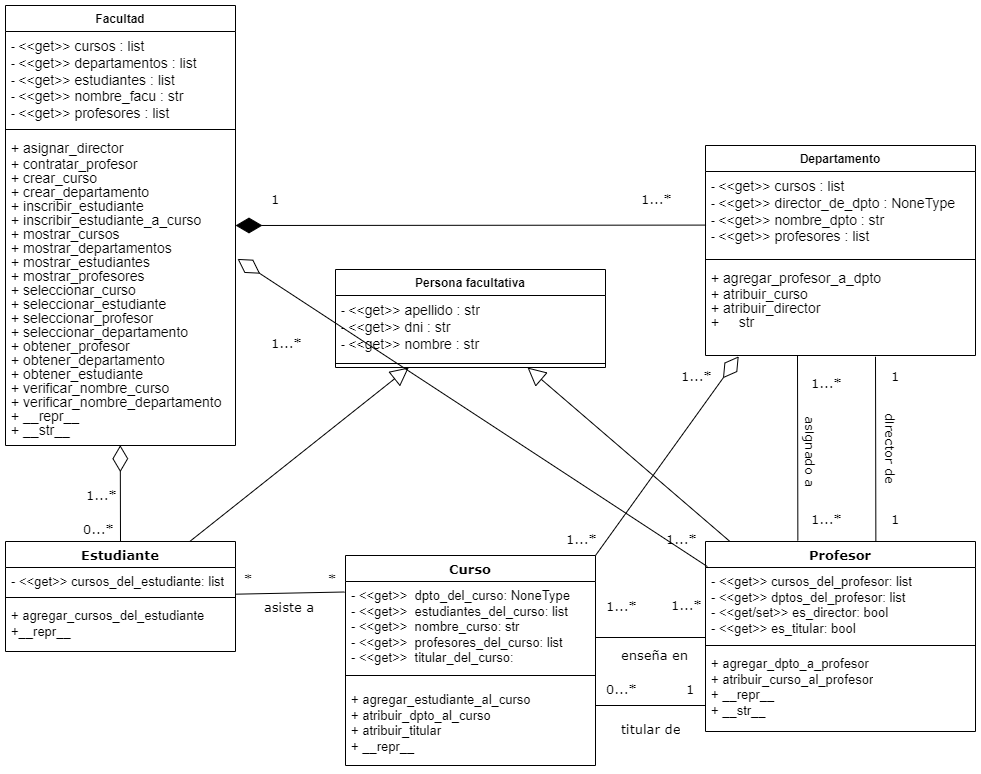 Facultad
- <<get>> cursos : list
- <<get>> departamentos : list
- <<get>> estudiantes : list
- <<get>> nombre_facu : str
- <<get>> profesores : list
+ asignar_director
+ contratar_profesor
+ crear_curso
+ crear_departamento
+ inscribir_estudiante
+ inscribir_estudiante_a_curso
+ mostrar_cursos
+ mostrar_departamentos
+ mostrar_estudiantes
+ mostrar_profesores
+ seleccionar_curso
+ seleccionar_estudiante
+ seleccionar_profesor
+ seleccionar_departamento
+ obtener_profesor
+ obtener_departamento
+ obtener_estudiante
+ verificar_nombre_curso
+ verificar_nombre_departamento
+ __repr__
+ __str__
1
1...*
Departamento
- <<get>> cursos : list
- <<get>> director_de_dpto : NoneType
- <<get>> nombre_dpto : str
- <<get>> profesores : list
+ agregar_profesor_a_dpto
+ atribuir_curso
+ atribuir_director
+ str
Persona facultativa
- <<get>> apellido : str
- <<get>> dni : str
- <<get>> nombre : str
1...*
1...*
1...*
1
asignado a
director de
1...*
1
1...*
0...*
1...*
1...*
Estudiante
- <<get>> cursos_del_estudiante: list
+ agregar_cursos_del_estudiante
+__repr__
*
*
asiste a
Curso
- <<get>> dpto_del_curso: NoneType
- <<get>> estudiantes_del_curso: list
- <<get>> nombre_curso: str
- <<get>> profesores_del_curso: list
- <<get>> titular_del_curso:
+ agregar_estudiante_al_curso
+ atribuir_dpto_al_curso
+ atribuir_titular
+ __repr__
1...*
1...*
enseña en
0...*
1
titular de
Profesor
- <<get>> cursos_del_profesor: list
- <<get>> dptos_del_profesor: list
- <<get/set>> es_director: bool
- <<get>> es_titular: bool
+ agregar_dpto_a_profesor
+ atribuir_curso_al_profesor
+ __repr__
+ __str__